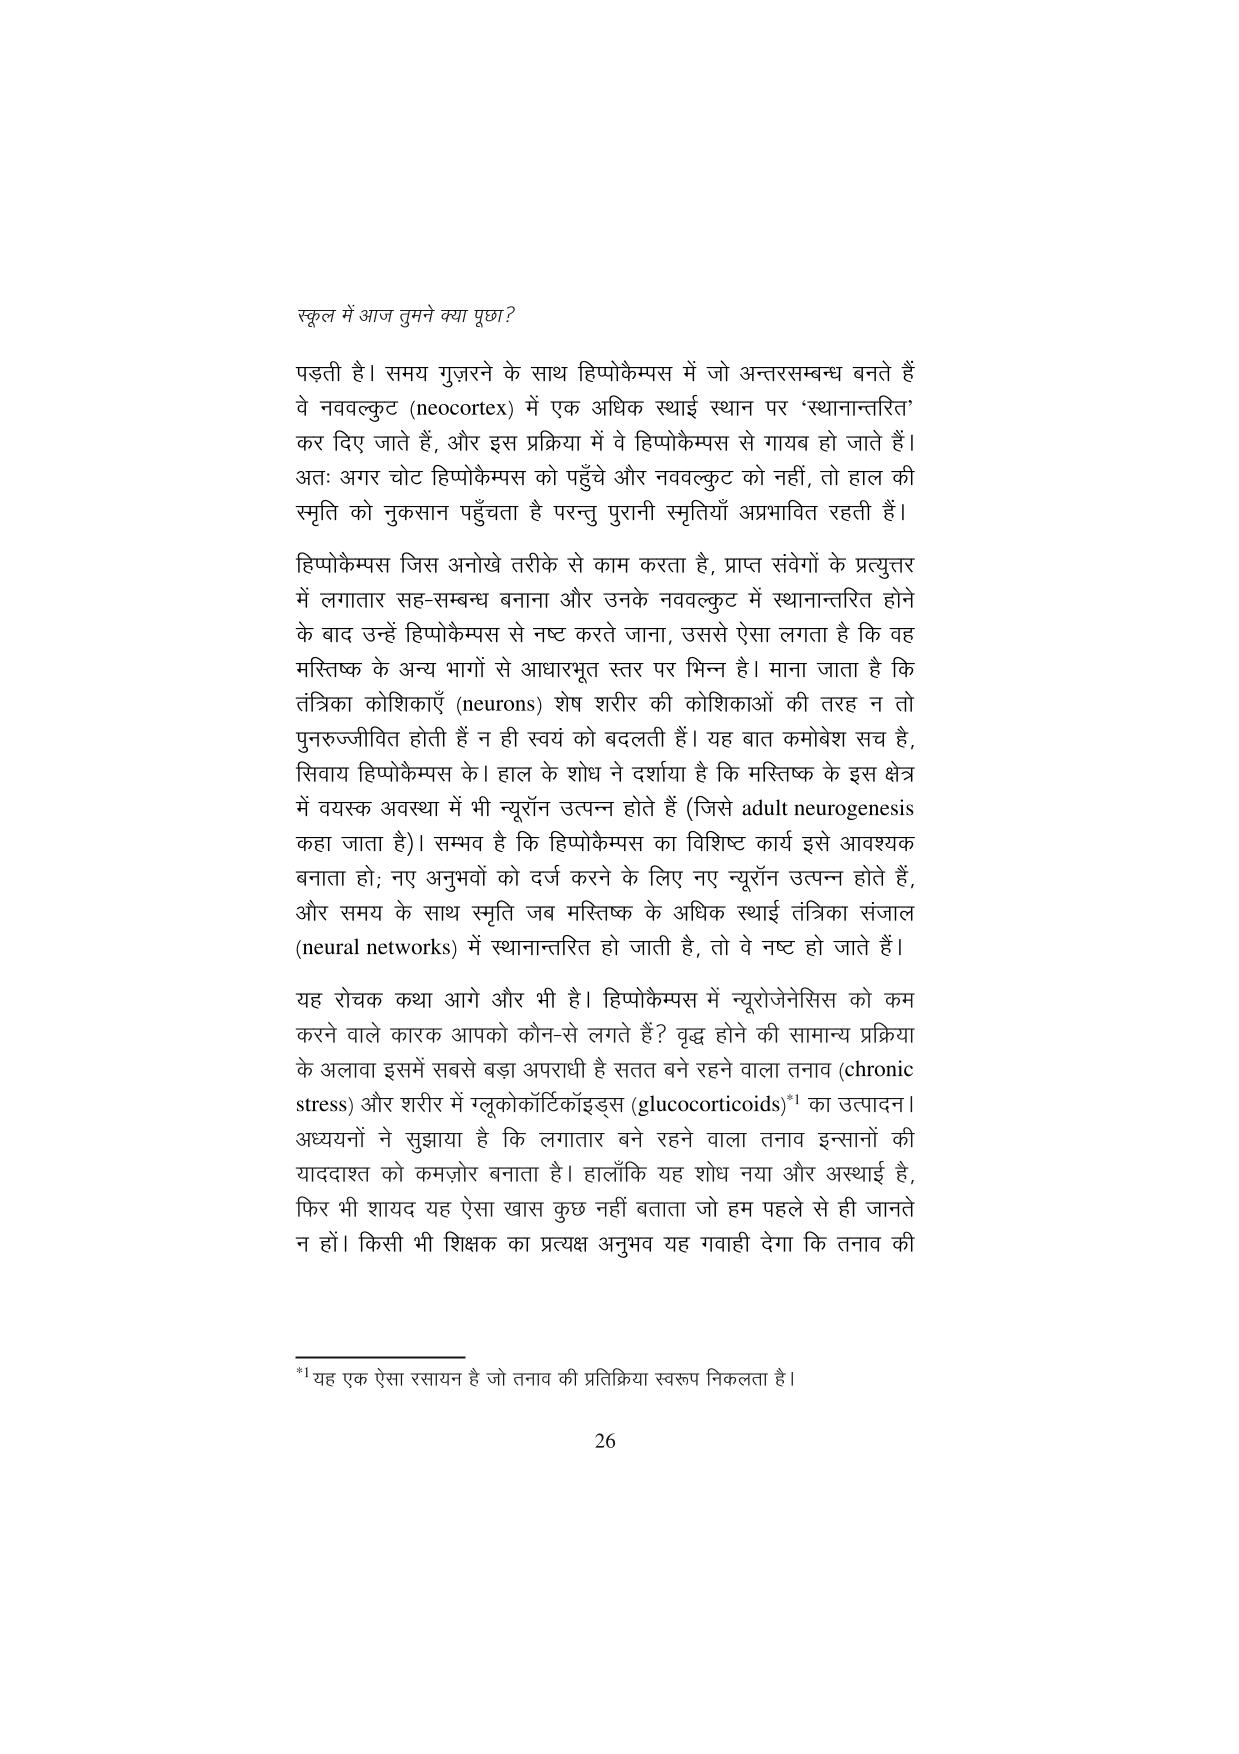 स्कूल में आज तुमने क्या पूछा?
पड़ती है। समय गुज़रने के साथ हिप्पोकैम्पस में जो अन्तरसम्बन्ध बनते हैं
वे नववल्कुट (neocortex) में एक अधिक स्थाई स्थान पर ‘स्थानान्तरित’
कर दिए जाते हैं, और इस प्रक्रिया में वे हिप्पोकैम्पस से गायब हो जाते हैं।
अतः अगर चोट हिप्पोकैम्पस को पहुँचे और नववल्कुट को नहीं, तो हाल की
स्मृति को नुकसान पहुँचता है परन्तु पुरानी स्मृतियाँ अप्रभावित रहती हैं।
हिप्पोकैम्पस जिस अनोखे तरीके से काम करता है, प्राप्त संवेगों के प्रत्युत्तर
में लगातार सह-सम्बन्ध बनाना और उनके नववल्कुट में स्थानान्तरित होने
के बाद उन्हें हिप्पोकैम्पस से नष्ट करते जाना, उससे ऐसा लगता है कि वह
मस्तिष्क के अन्य भागों से आधारभूत स्तर पर भिन्न है। माना जाता है कि
तंत्रिका कोशिकाएँ (neurons) शेष शरीर की कोशिकाओं की तरह न तो
पुनरुज्जीवित होती हैं न ही स्वयं को बदलती हैं। यह बात कमोबेश सच है,
सिवाय हिप्पोकैम्पस के। हाल के शोध ने दर्शाया है कि मस्तिष्क के इस क्षेत्र
में वयस्क अवस्था में भी न्यूरॉन उत्पन्न होते हैं (जिसे adult neurogenesis
कहा जाता है)। सम्भव है कि हिप्पोकैम्पस का विशिष्ट कार्य इसे आवश्यक
बनाता हो; नए अनुभवों को दर्ज करने के लिए नए न्यूरॉन उत्पन्न होते हैं,
और समय के साथ स्मृति जब मस्तिष्क के अधिक स्थाई तंत्रिका संजाल
(neural networks) में स्थानान्तरित हो जाती है, तो वे नष्ट हो जाते हैं।
यह रोचक कथा आगे और भी है। हिप्पोकैम्पस में न्यूरोजेनेसिस को कम
करने वाले कारक आपको कौन-से लगते हैं? वृद्ध होने की सामान्य प्रक्रिया
के अलावा इसमें सबसे बड़ा अपराधी है सतत बने रहने वाला तनाव (chronic
stress) और शरीर में ग्लूकोकॉर्टिकॉइड्स (glucocorticoids)*1 का उत्पादन।
अध्ययनों ने सुझाया है कि लगातार बने रहने वाला तनाव इन्सानों की
याददाश्त को कमज़ोर बनाता है। हालाँकि यह शोध नया और अस्थाई है,
फिर भी शायद यह ऐसा खास कुछ नहीं बताता जो हम पहले से ही जानते
न हों। किसी भी शिक्षक का प्रत्यक्ष अनुभव यह गवाही देगा कि तनाव की
*1 यह एक ऐसा रसायन है जो तनाव की प्रतिक्रिया स्वरूप निकलता है।
26